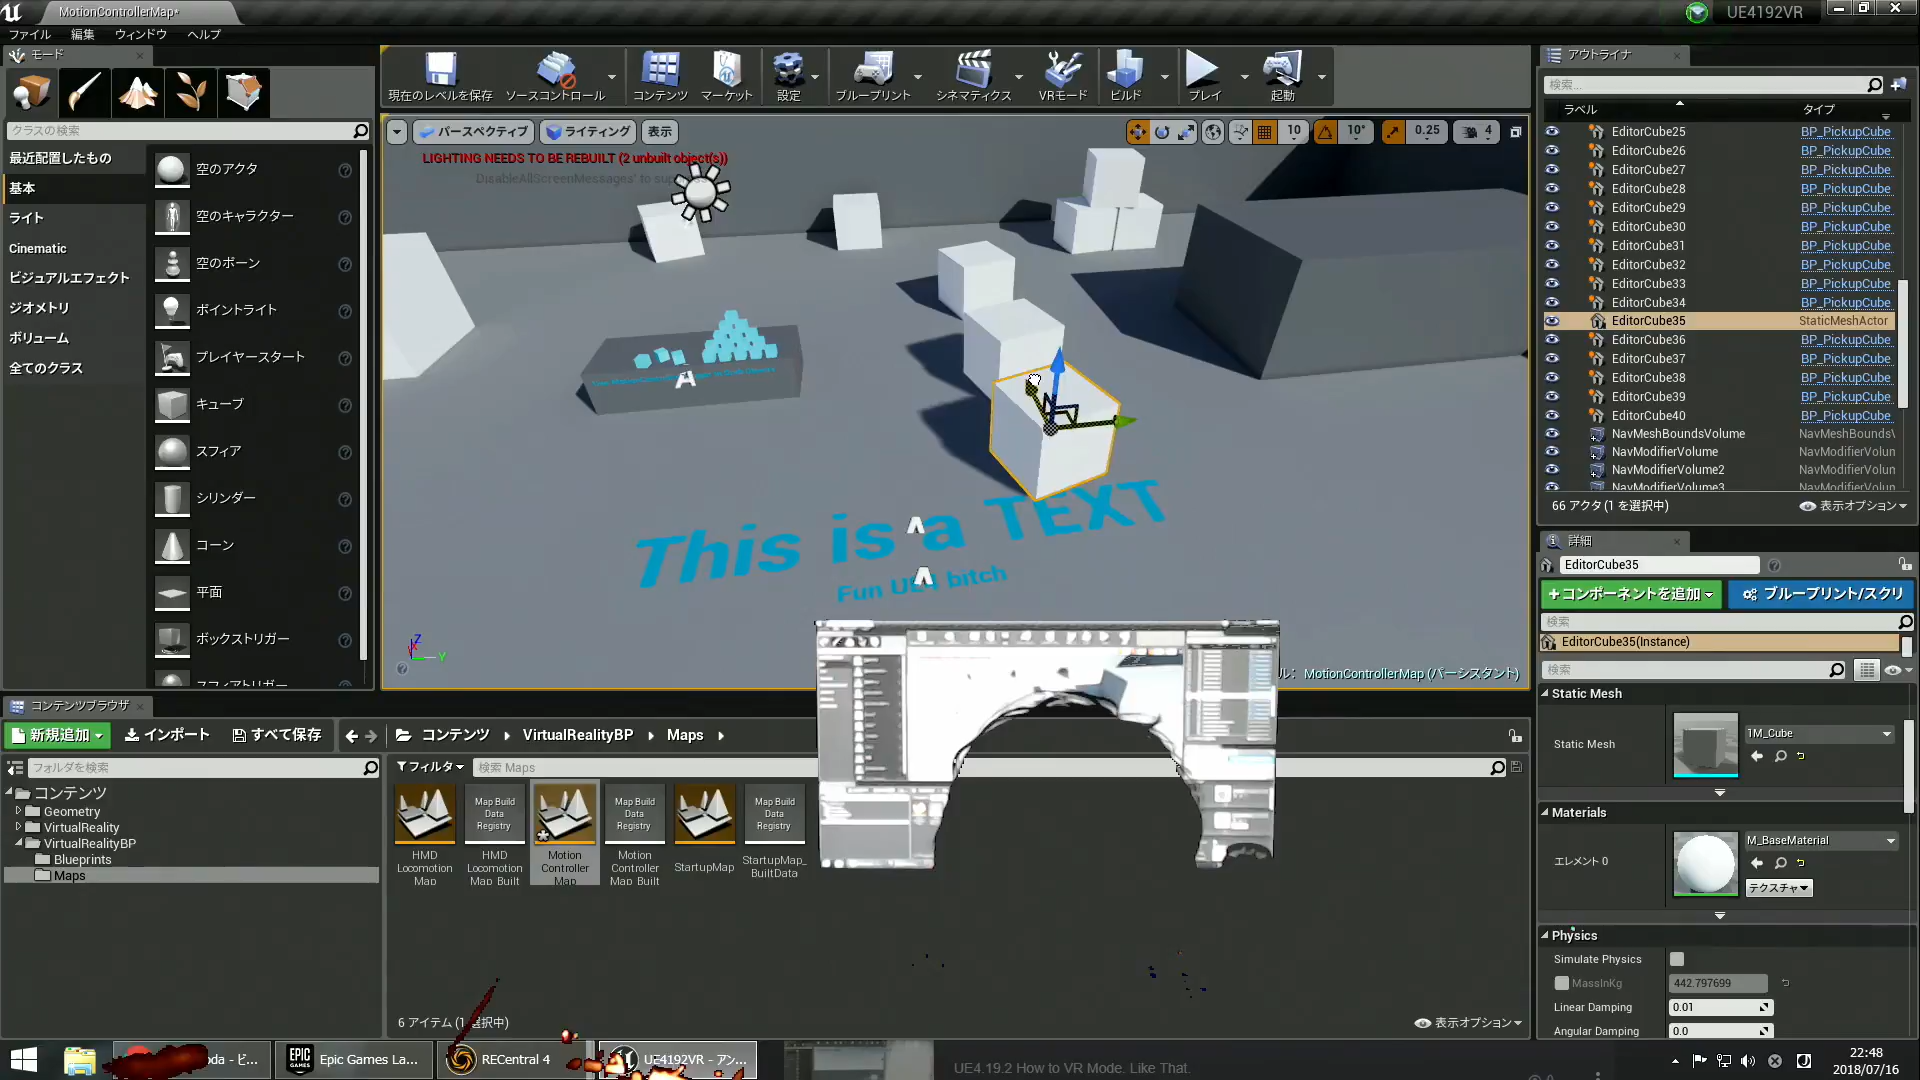 MotionControllerMap*
UE4192VR
ファイル
編集
ウィンドウ
ヘルプ
モード
クラスの検索
最近配置したもの
基本
ライト
Cinematic
ビジュアルエフェクト
ジオメトリ
ボリューム
全てのクラス
空のアクタ
空のキャラクター
空のポーン
ポイントライト
プレイヤースタート
キューブ
スフィア
シリンダー
コーン
平面
ボックストリガー
スフィアトリガー
現在のレベルを保存
ソースコントロール
コンテンツ
マーケット
設定
ブループリント
シネマティクス
VRモード
ビルド
プレイ
起動
パースペクティブ
ライティング
表示
10
10°
0.25
4
LIGHTING NEEDS TO BE REBUILT (2 unbuilt object(s))
DisableAllScreenMessages' to
This is a TEXT
Fun UE4 bitch
Z
Y
MotionControllerMap (パーシスタント)
アウトライナ
検索...
ラベル
タイプ
EditorCube25 BP_PickupCube
EditorCube26 BP_PickupCube
EditorCube27 BP_PickupCube
EditorCube28 BP_PickupCube
EditorCube29 BP_PickupCube
EditorCube30 BP_PickupCube
EditorCube31 BP_PickupCube
EditorCube32 BP_PickupCube
EditorCube33 BP_PickupCube
EditorCube34 BP_PickupCube
EditorCube35 StaticMeshActor
EditorCube36 BP_PickupCube
EditorCube37 BP_PickupCube
EditorCube38 BP_PickupCube
EditorCube39 BP_PickupCube
EditorCube40 BP_PickupCube
NavMeshBoundsVolume NavMeshBoundsV
NavModifierVolume NavModifierVolun
NavModifierVolume2 NavModifierVolun
NavModifierVolume3 NavModifierVolun
66 アクタ (1 を選択中)
表示オプション
詳細
EditorCube35
+コンポーネントを追加
ブループリント/スクリ
検索
EditorCube35(Instance)
検索
Static Mesh
Static Mesh
1M_Cube
Materials
エレメント 0
M_BaseMaterial
テクスチャ
Physics
Simulate Physics
MassInKg
442.797699
Linear Damping
0.01
Angular Damping
0.0
コンテンツブラウザ
新規追加
インポート
すべて保存
コンテンツ
VirtualRealityBP
Maps
フォルダを検索
フィルタ
検索 Maps
コンテンツ
Geometry
VirtualReality
VirtualRealityBP
Blueprints
Maps
HMD Locomotion Map
HMD Locomotion Map_Built
Motion Controller Map
Motion Controller Map_Built
StartupMap
StartupMap_BuiltData
Map Build Data Registry
Map Build Data Registry
Map Build Data Registry
6 アイテム (1 選択中)
表示オプション
oda - ビ...
EPIC GAMES
Epic Games La...
RECentral 4
UE4192VR - アン...
UE4.19.2 How to VR Mode. Like That.
22:48
2018/07/16